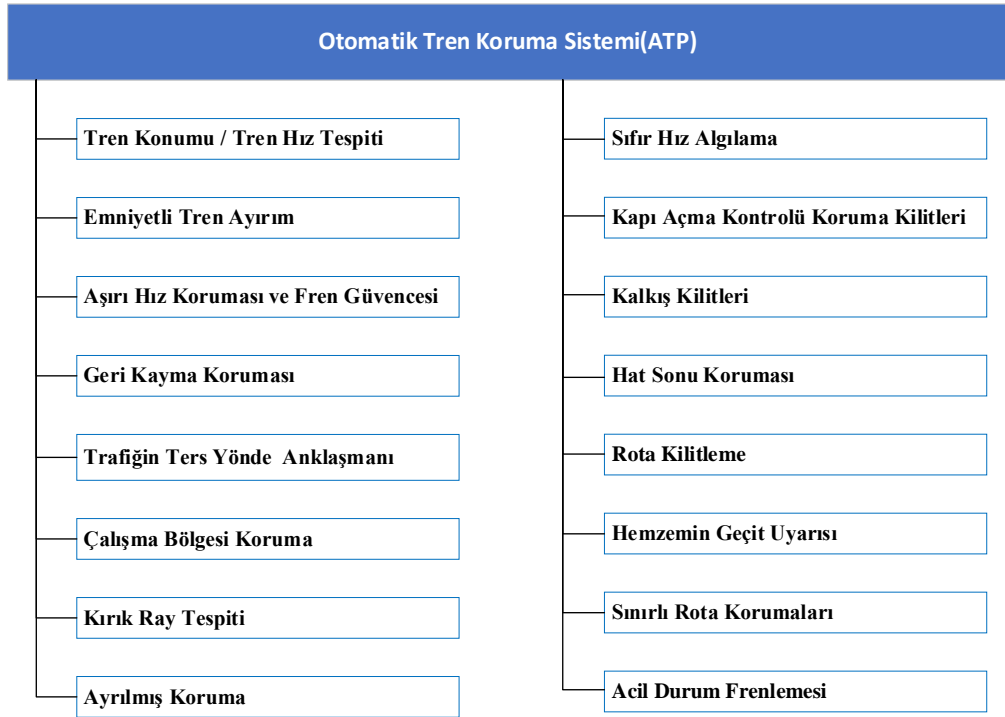 Otomatik Tren Koruma Sistemi(ATP)
Tren Konumu / Tren Hız Tespiti
Emniyetli Tren Ayırım
Aşırı Hız Koruması ve Fren Güvencesi
Geri Kayma Koruması
Trafiğin Ters Yönde Anklaşmanı
Çalışma Bölgesi Koruma
Kırık Ray Tespiti
Ayrılmış Koruma
Sıfır Hız Algılama
Kapı Açma Kontrolü Koruma Kilitleri
Kalkış Kilitleri
Hat Sonu Koruması
Rota Kilitleme
Hemzemin Geçit Uyarısı
Sınırlı Rota Korumaları
Acil Durum Frenlemesi